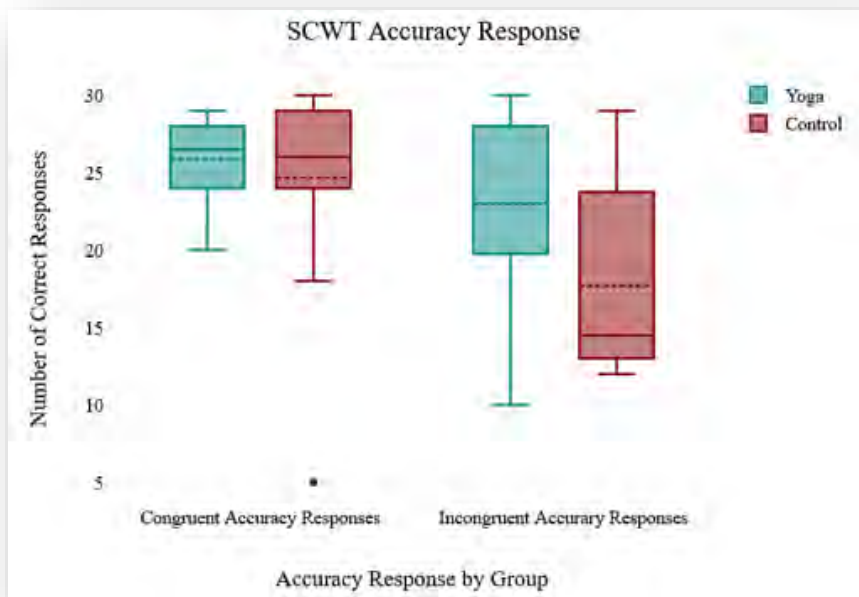 SCWT Accuracy Response
30
25
20
15
10
5
Number of Correct Responses
Yoga
Control
Congruent Accuracy Responses
Incongruent Accurary Responses
Accuracy Response by Group